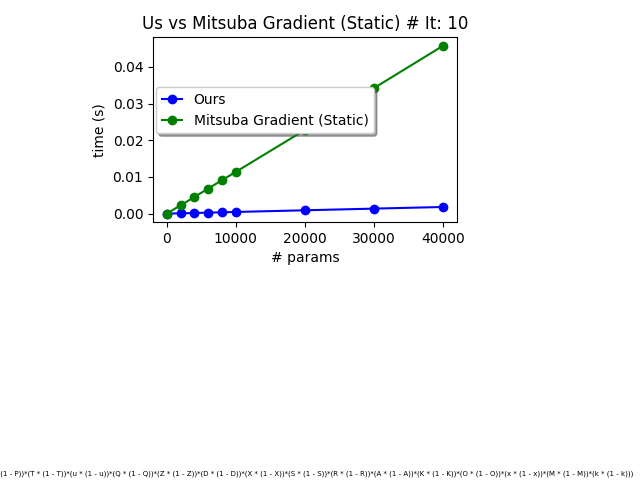 Us vs Mitsuba Gradient (Static) # It: 10
0.04
0.03
0.02
0.01
0.00
time (s)
Ours
Mitsuba Gradient (Static)
0 10000 20000 30000 40000
# params
(1 - P))*(T * (1 - T))*(u * (1 - u))*(Q * (1 - Q))*(Z * (1 - Z))*(D * (1 - D))*(X * (1 - X))*(S * (1 - S))*(R * (1 - R))*(A * (1 - A))*(K * (1 - K))*(O * (1 - O))*(x * (1 - x))*(M * (1 - M))*(k * (1 - k)))